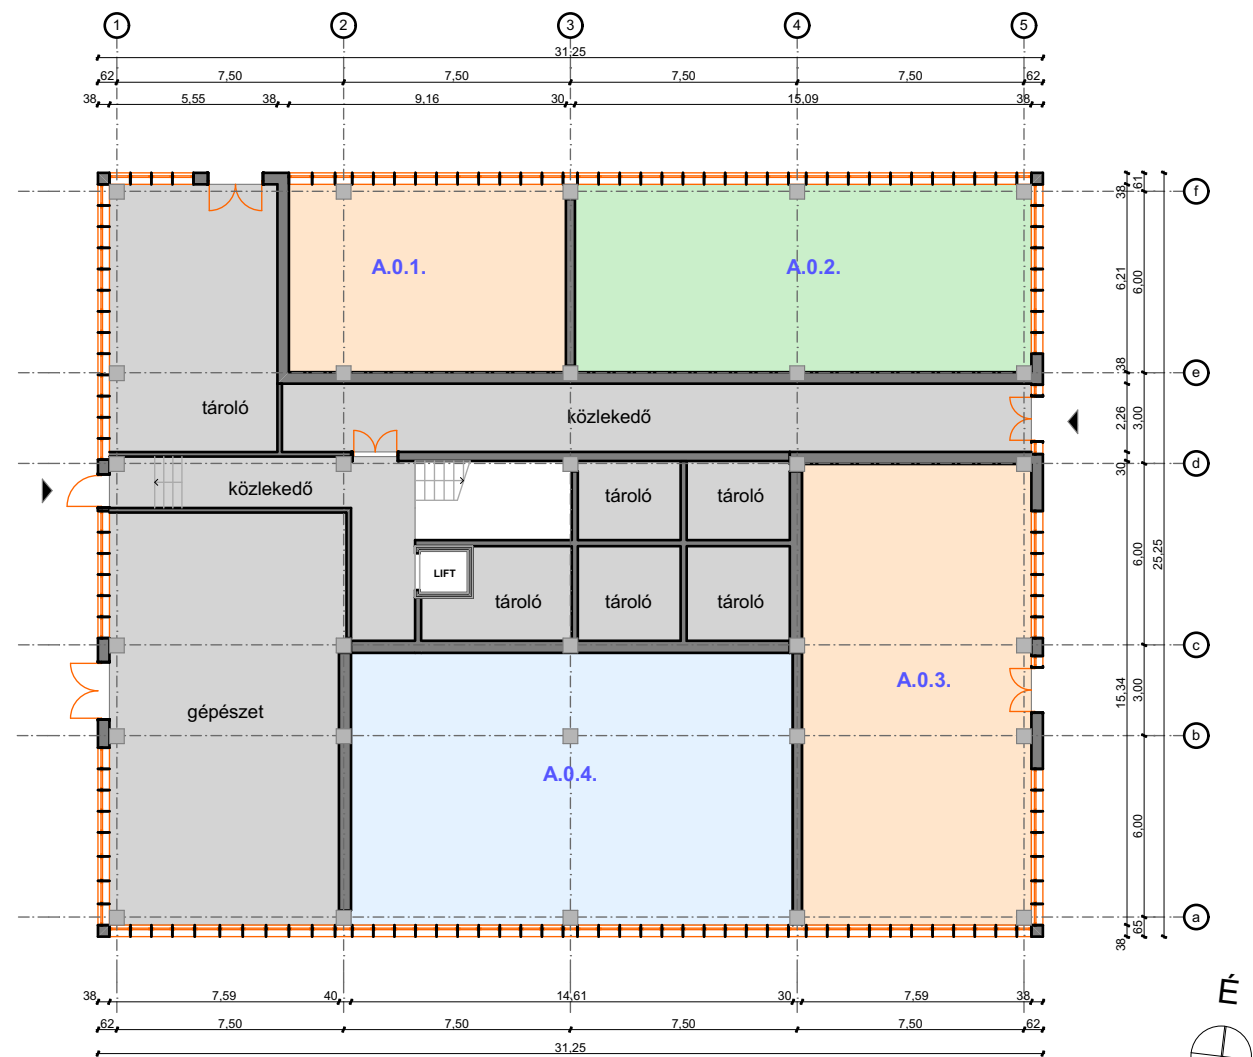 1 2 3 4 5
31,25
62 7,50 7,50 7,50 7,50 62
38 5,55 38 9,16 30 15,09 38
f
38 61
A.0.1. A.0.2.
6,21 6,00
38
e
tároló
közlekedő
2,26 3,00
30
d
közlekedő
tároló tároló
6,00 25,25
LIFT
tároló tároló tároló
c
A.0.3.
15,34 3,00
gépészet
b
A.0.4.
6,00
a
38 65
38 7,59 40 14,61 30 7,59 38
62 7,50 7,50 7,50 7,50 62
31,25
É